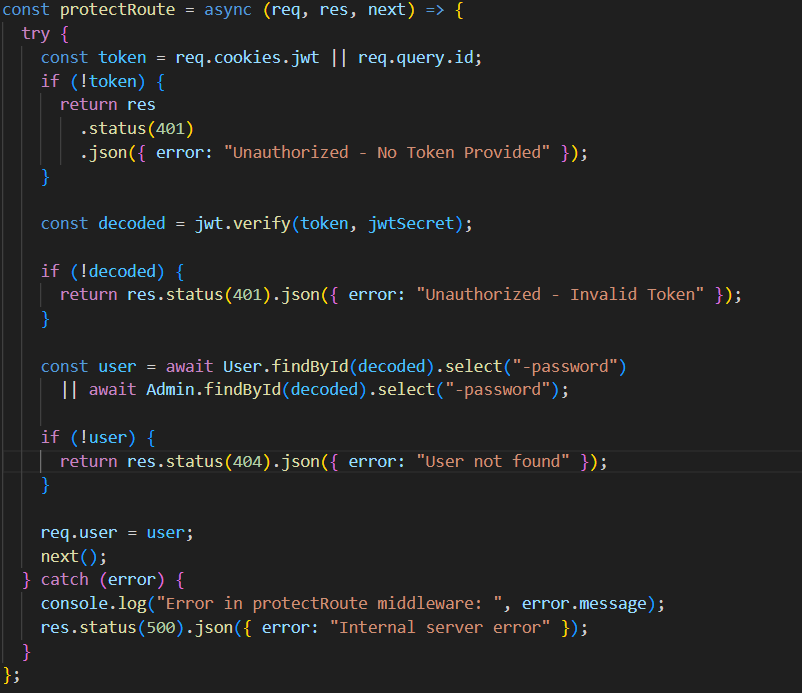 const protectRoute = async (req, res, next) => {
  try {
    const token = req.cookies.jwt || req.query.id;
    if (!token) {
      return res
        .status(401)
        .json({ error: "Unauthorized - No Token Provided" });
    }

    const decoded = jwt.verify(token, jwtSecret);

    if (!decoded) {
      return res.status(401).json({ error: "Unauthorized - Invalid Token" });
    }

    const user = await User.findById(decoded).select("-password")
      || await Admin.findById(decoded).select("-password");

    if (!user) {
      return res.status(404).json({ error: "User not found" });
    }

    req.user = user;
    next();
  } catch (error) {
    console.log("Error in protectRoute middleware: ", error.message);
    res.status(500).json({ error: "Internal server error" });
  }
};